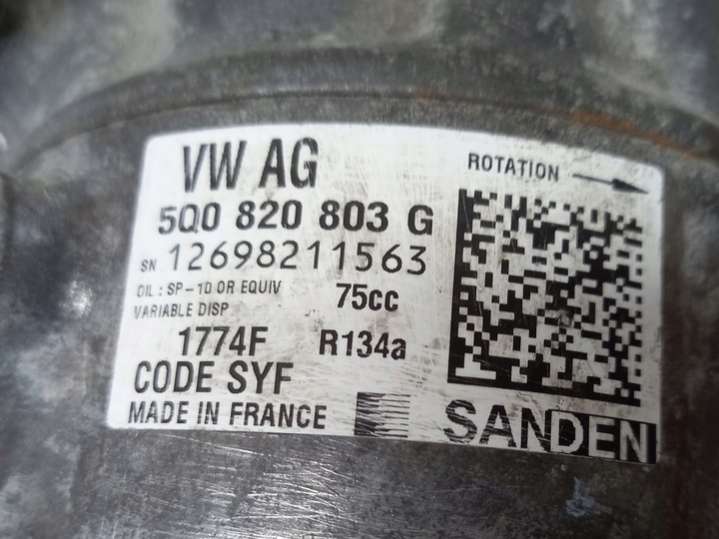 VW AG
ROTATION
5Q0 820 803 G
SN 12698211563
OIL : SP-10 OR EQUIV 75cc
VARIABLE DISP
1774F R134a
CODE SYF
MADE IN FRANCE
SANDEN